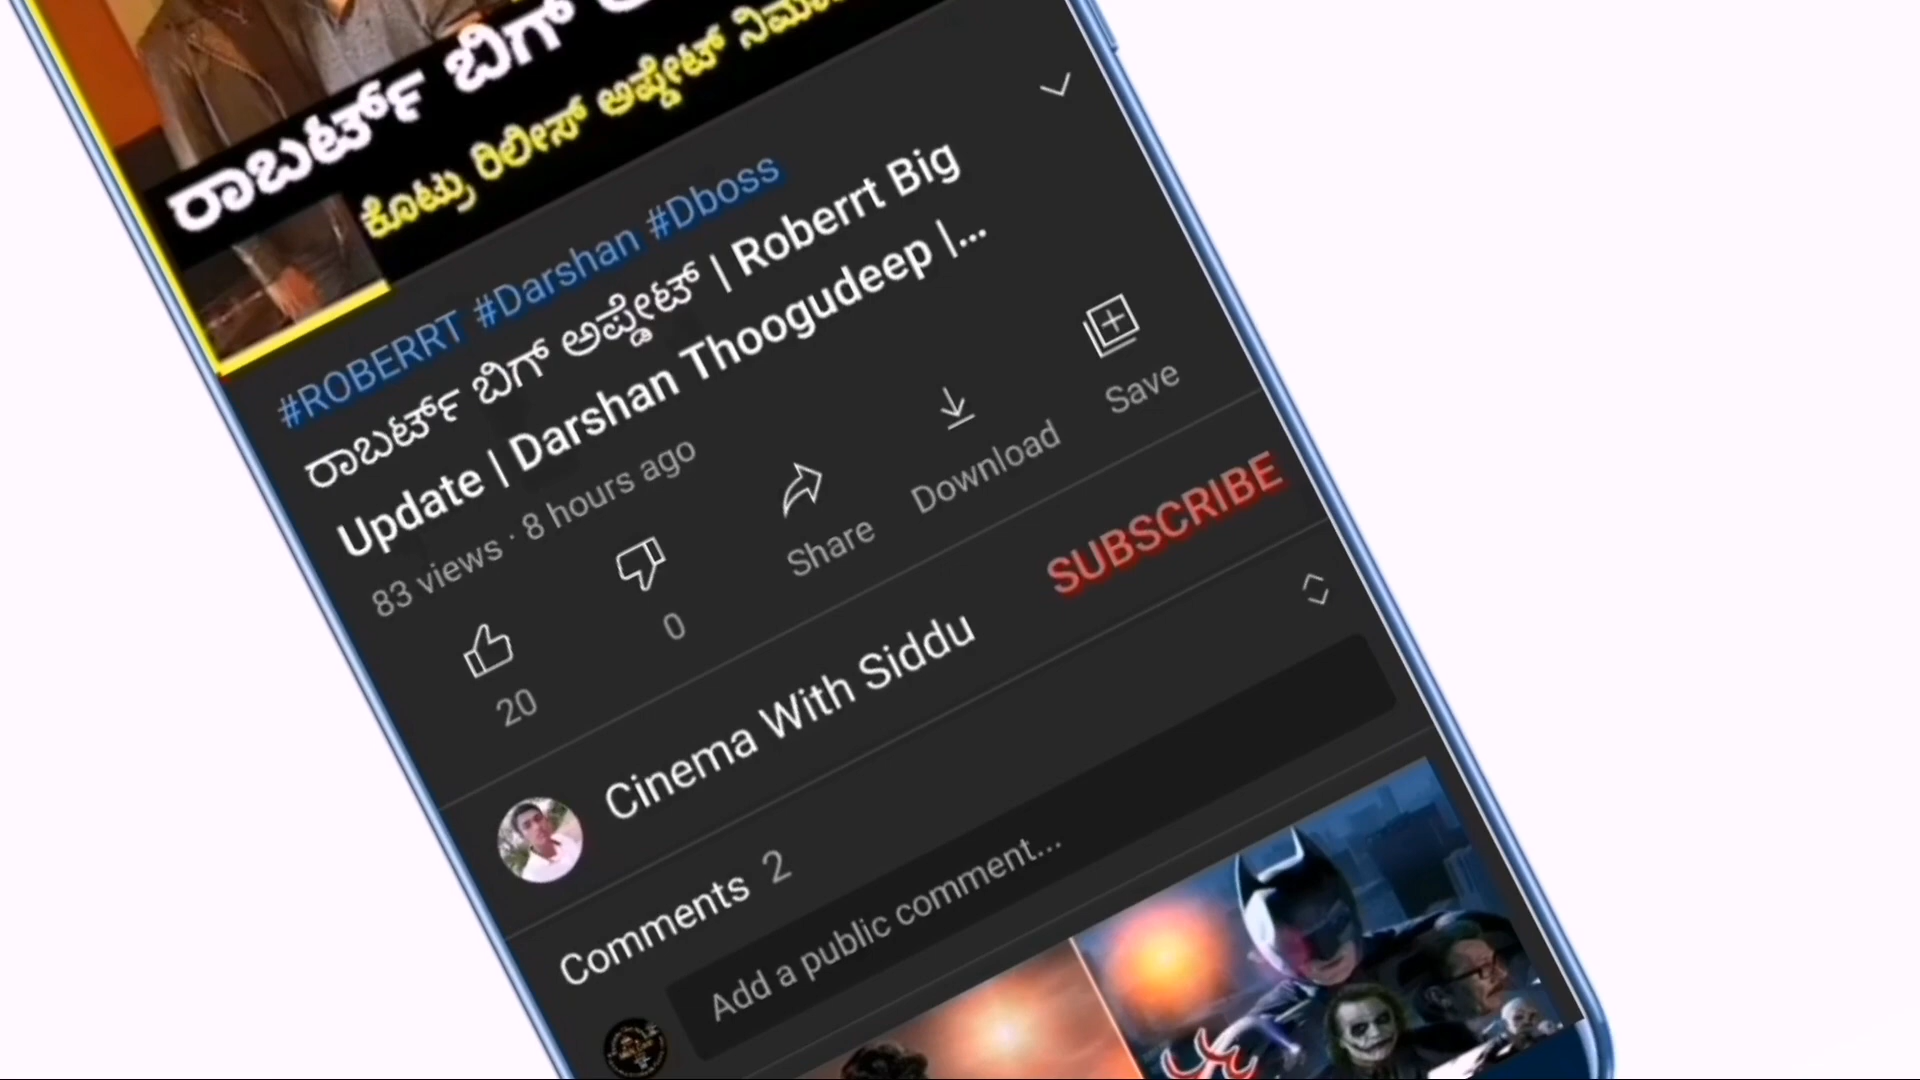 ರಾಬರ್ಟ್ ಬಿಗ್
ಕೊಟ್ರು ರಿಲೀಸ್ ಅಪ್ಡೇಟ್
#ROBERRT #Darshan #Dboss
ರಾಬರ್ಟ್ ಬಿಗ್ ಅಪ್ಡೇಟ್ | Roberrt Big
Update | Darshan Thoogudeep |...
83 views · 8 hours ago
20
0
Share
Download
Save
Cinema With Siddu
SUBSCRIBE
Comments 2
Add a public comment...